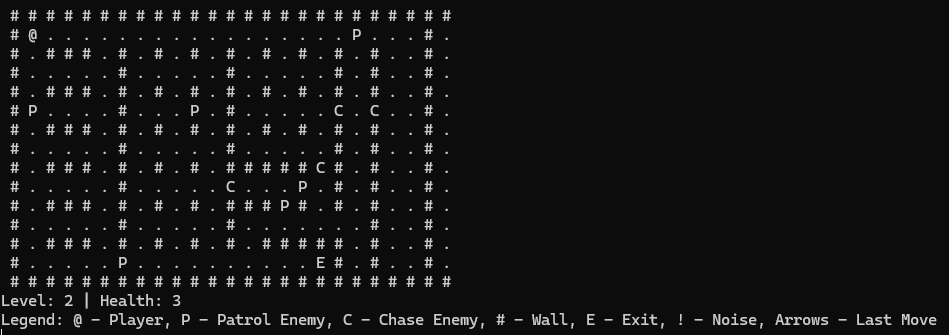 # # # # # # # # # # # # # # # # # # # # # # # # #
# @ . . . . . . . . . . . . . . . . . P . . . # .
# . # # # . # . # . # . # . # . # . # . # . . # .
# . . . . . # . . . . . # . . . . . # . # . . # .
# . # # # . # . # . # . # . # . # . # . # . . # .
# P . . . . # . . . P . # . . . . . C . C . . # .
# . # # # . # . # . # . # . # . # . # . # . . # .
# . . . . . # . . . . . # . . . . . # . # . . # .
# . # # # . # . # . # . # # # # # C # . # . . # .
# . . . . . # . . . . . C . . . P . # . # . . # .
# . # # # . # . # . # . # # # P # . # . # . . # .
# . . . . . # . . . . . # . . . . . . . # . . # .
# . # # # . # . # . # . # . # # # # # . # . . # .
# . . . . . P . . . . . . . . . . E # . # . . # .
# # # # # # # # # # # # # # # # # # # # # # # # #
Level: 2 | Health: 3
Legend: @ – Player, P – Patrol Enemy, C – Chase Enemy, # – Wall, E – Exit, ! – Noise, Arrows – Last Move